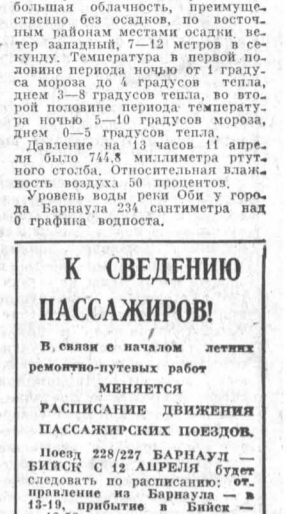 большая облачность, преимуще-
ственно без осадков, по восточ-
ным районам местами осадки, ве-
тер западный, 7—12 метров в се-
кунду. Температура в первой по-
ловине периода ночью от 1 граду-
са мороза до 4 градусов тепла,
днем 3—8 градусов тепла, во вто-
рой половине периода температу-
ра ночью 5—10 градусов мороза,
днем 0—5 градусов тепла.
Давление на 13 часов 11 апре-
ля было 744.8 миллиметра ртут-
ного столба. Относительная влаж-
ность воздуха 50 процентов.
Уровень воды реки Оби у горо-
да Барнаула 234 сантиметра над
0 графика водпоста.
К СВЕДЕНИЮ
ПАССАЖИРОВ!
В связи с началом летних
ремонтно-путевых работ
МЕНЯЕТСЯ
РАСПИСАНИЕ ДВИЖЕНИЯ
ПАССАЖИРСКИХ ПОЕЗДОВ.
Поезд 228/227 БАРНАУЛ —
БИЙСК С 12 АПРЕЛЯ будет
следовать по расписанию: от-
правление из Барнаула — в
13-19, прибытие в Бийск —